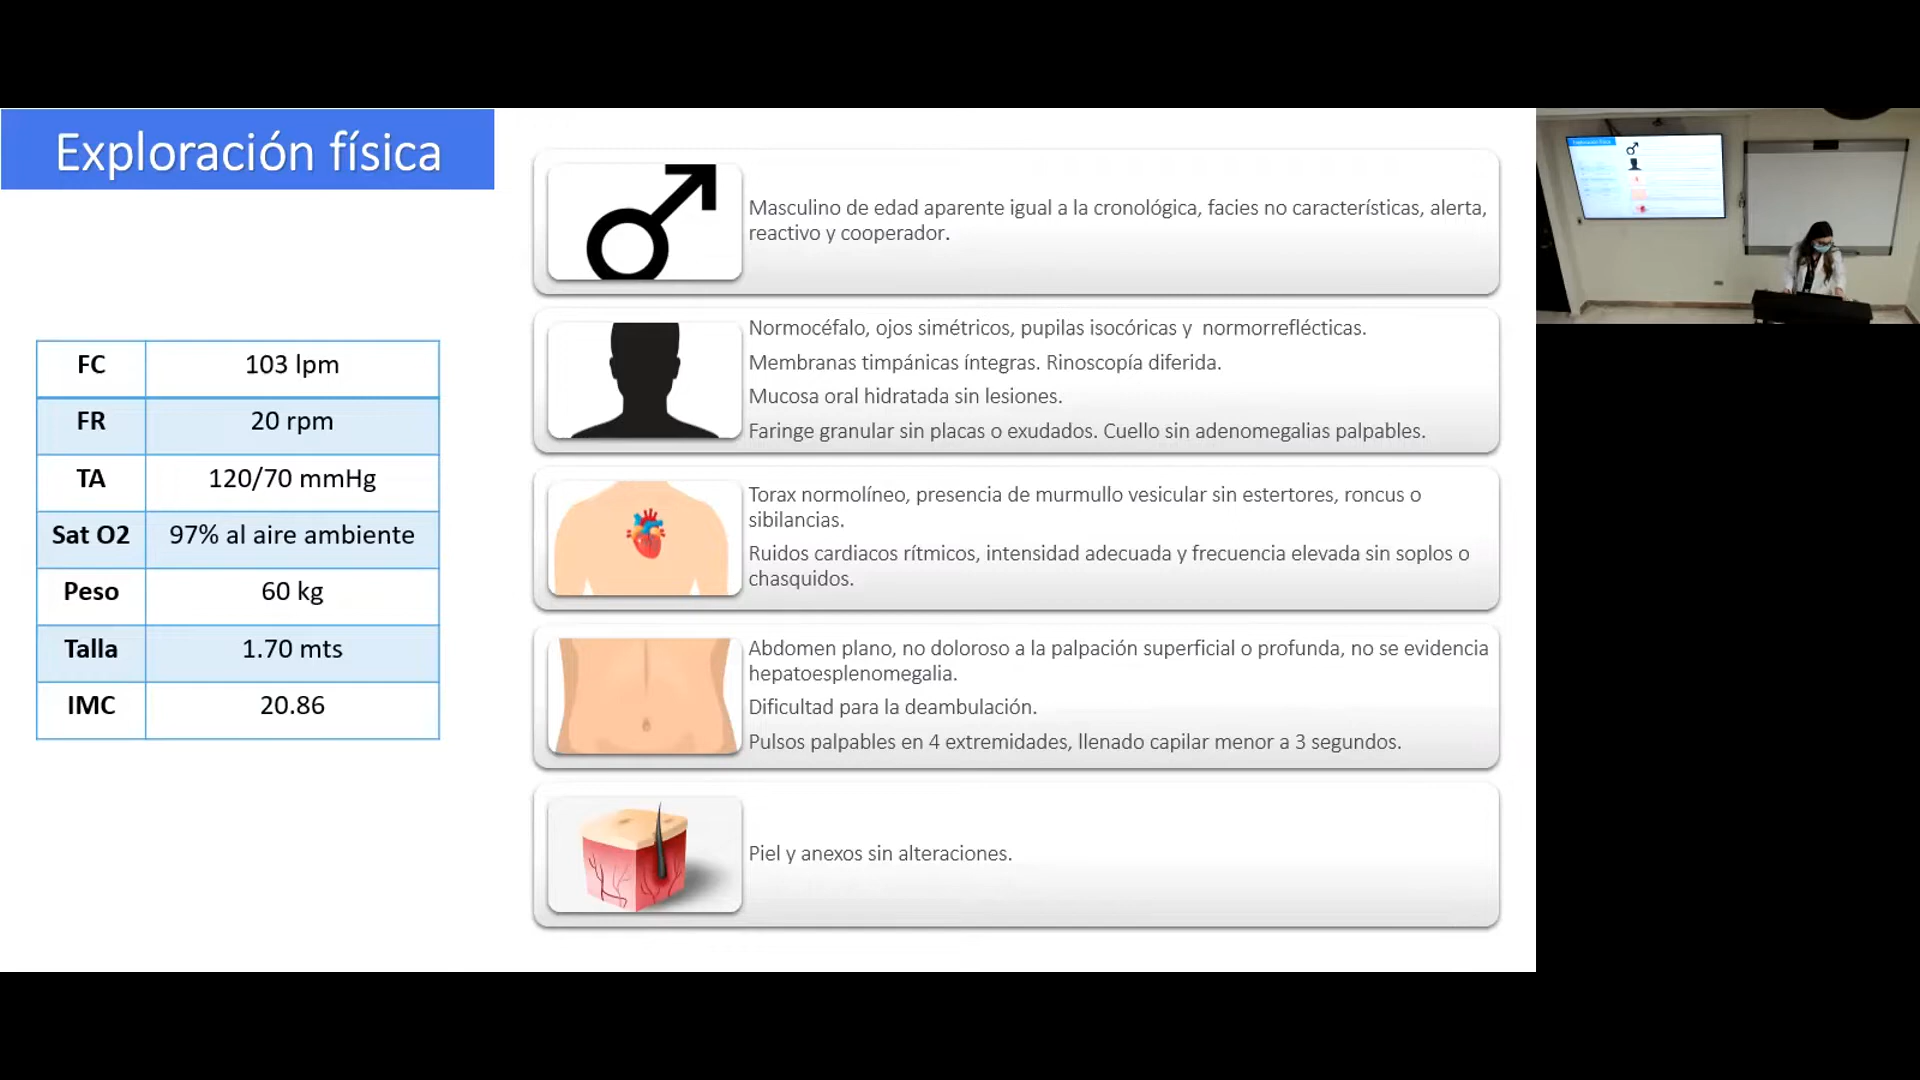 Exploración física
FC 103 lpm
FR 20 rpm
TA 120/70 mmHg
Sat O2 97% al aire ambiente
Peso 60 kg
Talla 1.70 mts
IMC 20.86
Masculino de edad aparente igual a la cronológica, facies no características, alerta,
reactivo y cooperador.
Normocéfalo, ojos simétricos, pupilas isocóricas y normorreflécticas.
Membranas timpánicas íntegras. Rinoscopía diferida.
Mucosa oral hidratada sin lesiones.
Faringe granular sin placas o exudados. Cuello sin adenomegalias palpables.
Torax normolíneo, presencia de murmullo vesicular sin estertores, roncus o
sibilancias.
Ruidos cardiacos rítmicos, intensidad adecuada y frecuencia elevada sin soplos o
chasquidos.
Abdomen plano, no doloroso a la palpación superficial o profunda, no se evidencia
hepatoesplenomegalia.
Dificultad para la deambulación.
Pulsos palpables en 4 extremidades, llenado capilar menor a 3 segundos.
Piel y anexos sin alteraciones.